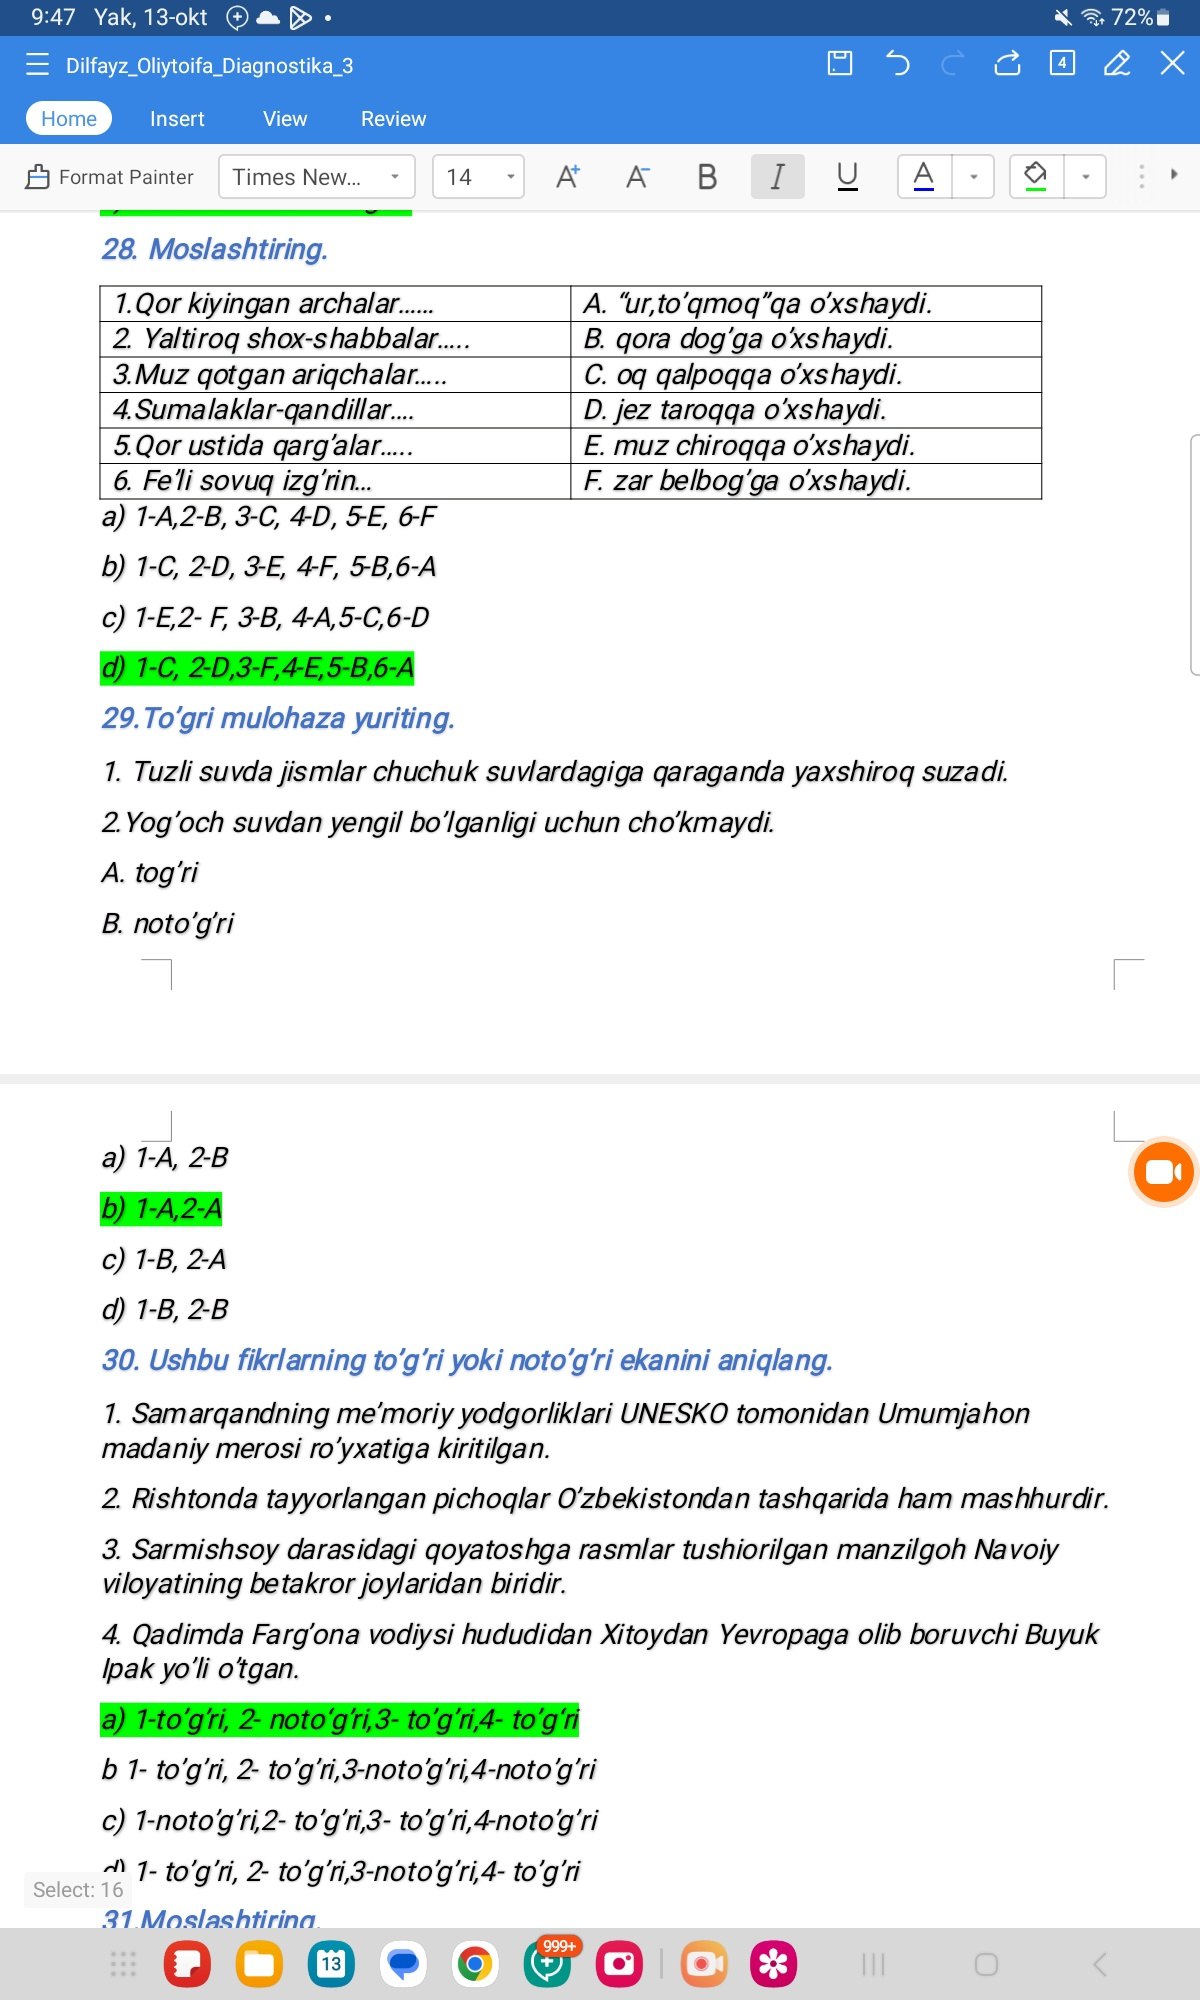 9:47 Yak, 13-okt 72%
Dilfayz_Oliytoifa_Diagnostika_3 4
Home Insert View Review
Format Painter Times New... 14 A+ A- B I U A
28. Moslashtiring.
1.Qor kiyingan archalar...... A. “ur,to’qmoq”qa o’xshaydi.
2. Yaltiroq shox-shabbalar..... B. qora dog’ga o’xshaydi.
3.Muz qotgan ariqchalar..... C. oq qalpoqqa o’xshaydi.
4.Sumalaklar-qandillar.... D. jez taroqqa o’xshaydi.
5.Qor ustida qarg’alar..... E. muz chiroqqa o’xshaydi.
6. Fe’li sovuq izg’rin... F. zar belbog’ga o’xshaydi.
a) 1-A,2-B, 3-C, 4-D, 5-E, 6-F
b) 1-C, 2-D, 3-E, 4-F, 5-B,6-A
c) 1-E,2- F, 3-B, 4-A,5-C,6-D
d) 1-C, 2-D,3-F,4-E,5-B,6-A
29.To’gri mulohaza yuriting.
1. Tuzli suvda jismlar chuchuk suvlardagiga qaraganda yaxshiroq suzadi.
2.Yog’och suvdan yengil bo’lganligi uchun cho’kmaydi.
A. tog’ri
B. noto’g’ri
a) 1-A, 2-B
b) 1-A,2-A
c) 1-B, 2-A
d) 1-B, 2-B
30. Ushbu fikrlarning to’g’ri yoki noto’g’ri ekanini aniqlang.
1. Samarqandning me’moriy yodgorliklari UNESKO tomonidan Umumjahon
madaniy merosi ro’yxatiga kiritilgan.
2. Rishtonda tayyorlangan pichoqlar O’zbekistondan tashqarida ham mashhurdir.
3. Sarmishsoy darasidagi qoyatoshga rasmlar tushiorilgan manzilgoh Navoiy
viloyatining betakror joylaridan biridir.
4. Qadimda Farg’ona vodiysi hududidan Xitoydan Yevropaga olib boruvchi Buyuk
Ipak yo’li o’tgan.
a) 1-to’g’ri, 2- noto‘g’ri,3- to’g’ri,4- to’g‘ri
b 1- to’g’ri, 2- to’g’ri,3-noto’g’ri,4-noto’g’ri
c) 1-noto’g’ri,2- to’g’ri,3- to’g’ri,4-noto’g’ri
d) 1- to’g’ri, 2- to’g’ri,3-noto’g’ri,4- to’g’ri
Select: 16
31.Moslashtiring.
13 999+